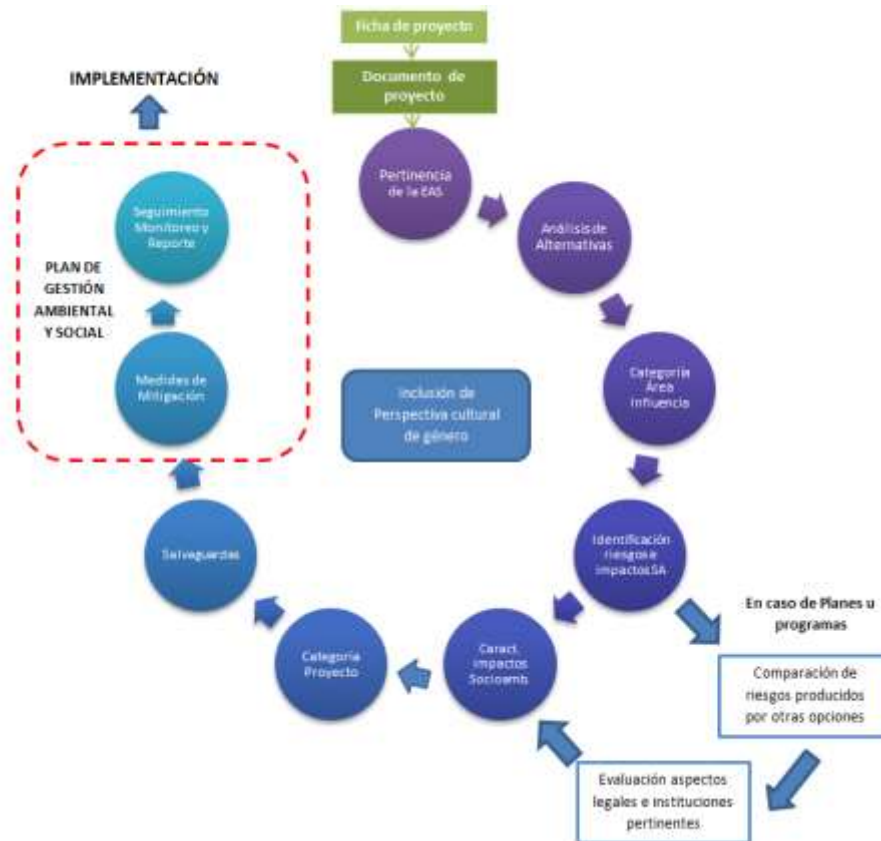 Ficha de proyecto
Documento de
proyecto
Pertinencia
de la EAS
Análisis de
Alternativas
Categoría
Área
Influencia
Identificación
riesgos e
impactos SA
En caso de Planes u
programas
Comparación de
riesgos producidos
por otras opciones
Evaluación aspectos
legales e instituciones
pertinentes
Caract.
impactos
Socioamb.
Categoría
Proyecto
Salvaguardas
Medidas de
Mitigación
Seguimiento
Monitoreo y
Reporte
PLAN DE
GESTIÓN
AMBIENTAL
Y SOCIAL
IMPLEMENTACIÓN
Inclusión de
Perspectiva cultural
de género